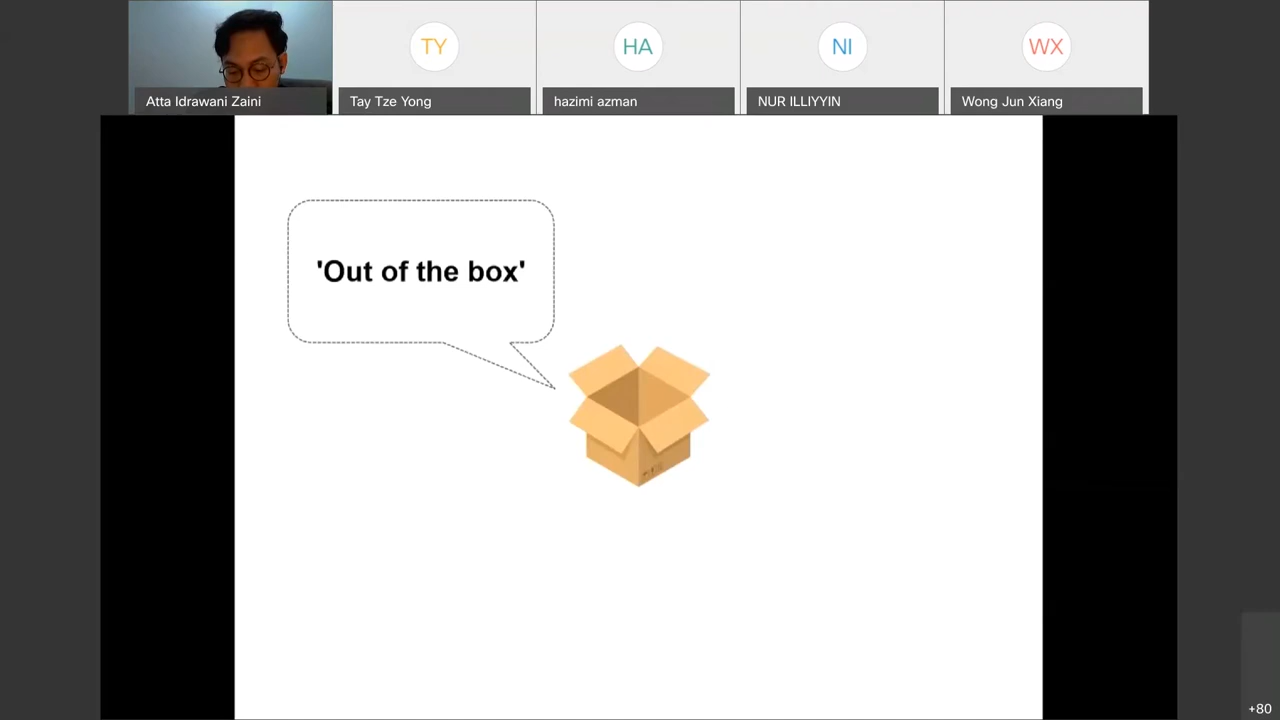 TY
HA
NI
WX
Atta Idrawani Zaini
Tay Tze Yong
hazimi azman
NUR ILLIYYIN
Wong Jun Xiang
'Out of the box'
+80